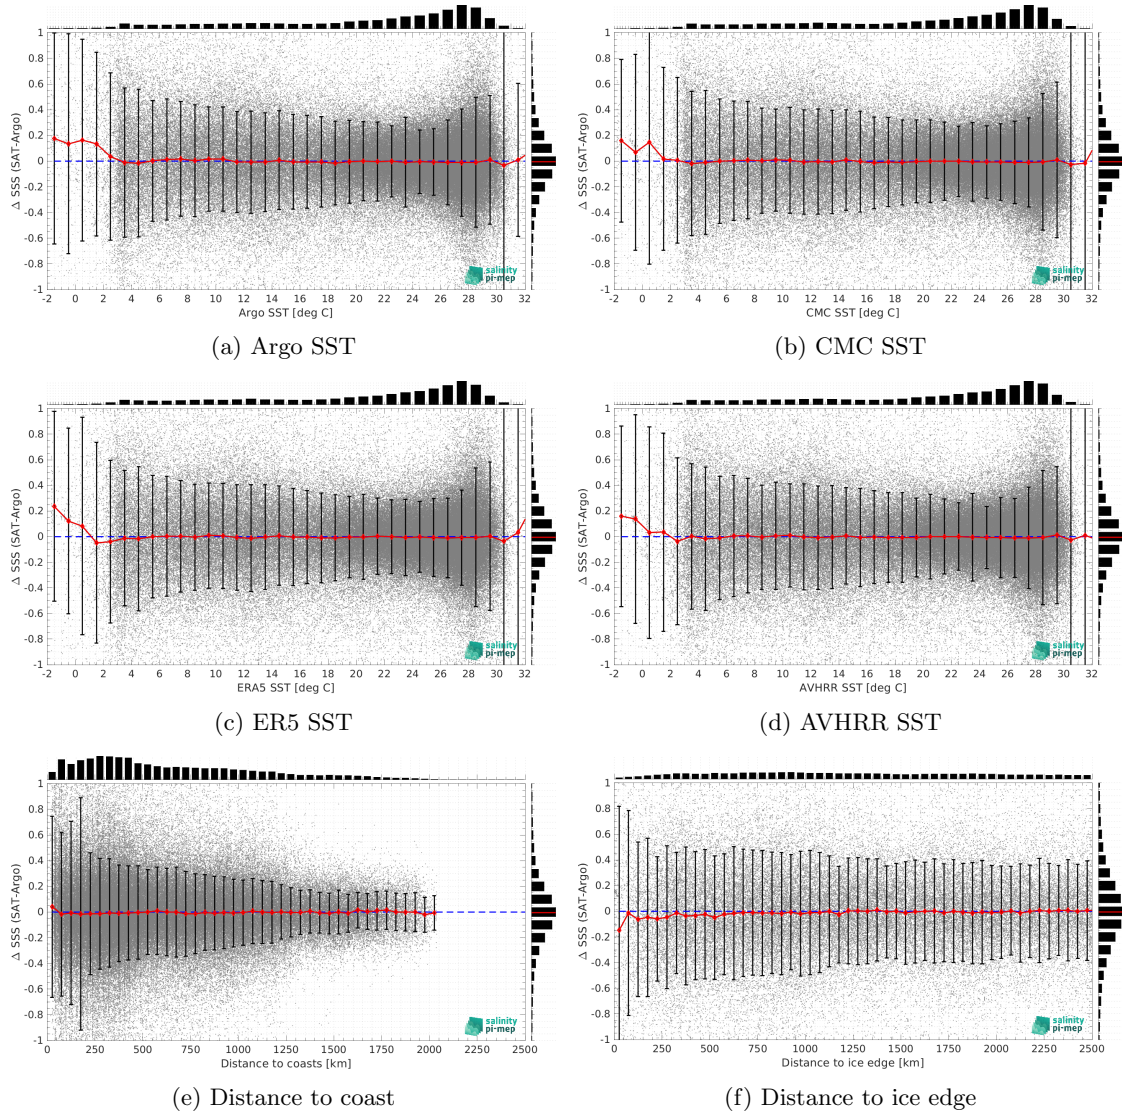 1
0.8
0.6
0.4
0.2
0
-0.2
-0.4
-0.6
-0.8
-1
Δ SSS (SAT-Argo)
salinity
pi-mep
-2 0 2 4 6 8 10 12 14 16 18 20 22 24 26 28 30 32
Argo SST [deg C]
(a) Argo SST
1
0.8
0.6
0.4
0.2
0
-0.2
-0.4
-0.6
-0.8
-1
Δ SSS (SAT-Argo)
salinity
pi-mep
0 2 4 6 8 10 12 14 16 18 20 22 24 26 28 30 32
CMC SST [deg C]
(b) CMC SST
1
0.8
0.6
0.4
0.2
0
-0.2
-0.4
-0.6
-0.8
-1
Δ SSS (SAT-Argo)
salinity
pi-mep
-2 0 2 4 6 8 10 12 14 16 18 20 22 24 26 28 30 32
ERA5 SST [deg C]
(c) ER5 SST
1
0.8
0.6
0.4
0.2
0
-0.2
-0.4
-0.6
-0.8
-1
Δ SSS (SAT-Argo)
salinity
pi-mep
0 2 4 6 8 10 12 14 16 18 20 22 24 26 28 30 32
AVHRR SST [deg C]
(d) AVHRR SST
1
0.8
0.6
0.4
0.2
0
-0.2
-0.4
-0.6
-0.8
-1
Δ SSS (SAT-Argo)
salinity
pi-mep
0 250 500 750 1000 1250 1500 1750 2000 2250 2500
Distance to coasts [km]
(e) Distance to coast
1
0.8
0.6
0.4
0.2
0
-0.2
-0.4
-0.6
-0.8
-1
Δ SSS (SAT-Argo)
salinity
pi-mep
0 250 500 750 1000 1250 1500 1750 2000 2250 2500
Distance to ice edge [km]
(f) Distance to ice edge